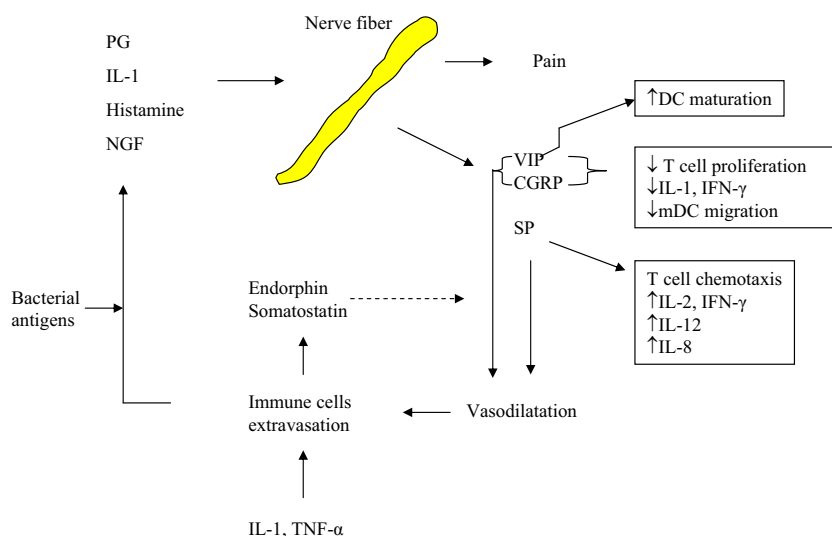 Nerve fiber
PG
IL-1
Histamine
NGF
Pain
↑DC maturation
VIP
CGRP
↓ T cell proliferation
↓IL-1, IFN-γ
↓mDC migration
SP
T cell chemotaxis
↑IL-2, IFN-γ
↑IL-12
↑IL-8
Endorphin
Somatostatin
Bacterial
antigens
Immune cells
extravasation
Vasodilatation
IL-1, TNF-α